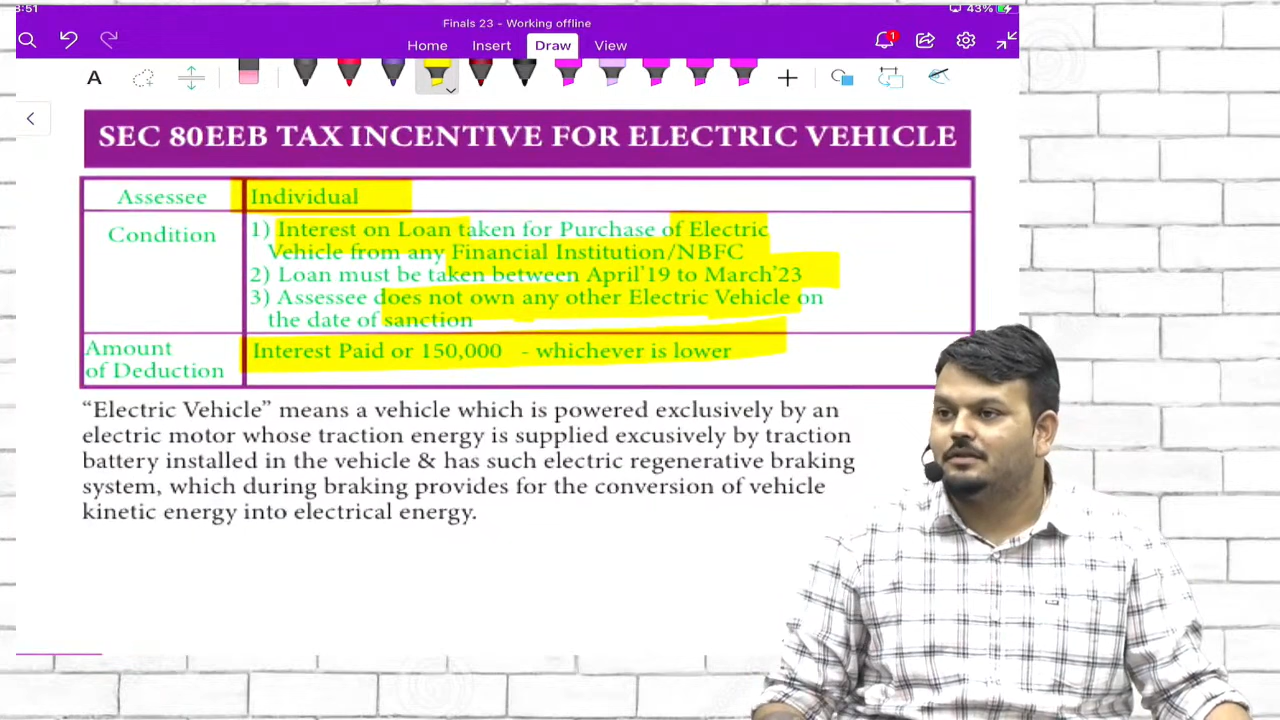 3:51
43%
Finals 23 - Working offline
Home Insert Draw View
1
A
SEC 80EEB TAX INCENTIVE FOR ELECTRIC VEHICLE
Assessee
Individual
Condition
1) Interest on Loan taken for Purchase of Electric
Vehicle from any Financial Institution/NBFC
2) Loan must be taken between April'19 to March'23
3) Assessee does not own any other Electric Vehicle on
the date of sanction
Amount
of Deduction
Interest Paid or 150,000 - whichever is lower
“Electric Vehicle” means a vehicle which is powered exclusively by an
electric motor whose traction energy is supplied excusively by traction
battery installed in the vehicle & has such electric regenerative braking
system, which during braking provides for the conversion of vehicle
kinetic energy into electrical energy.